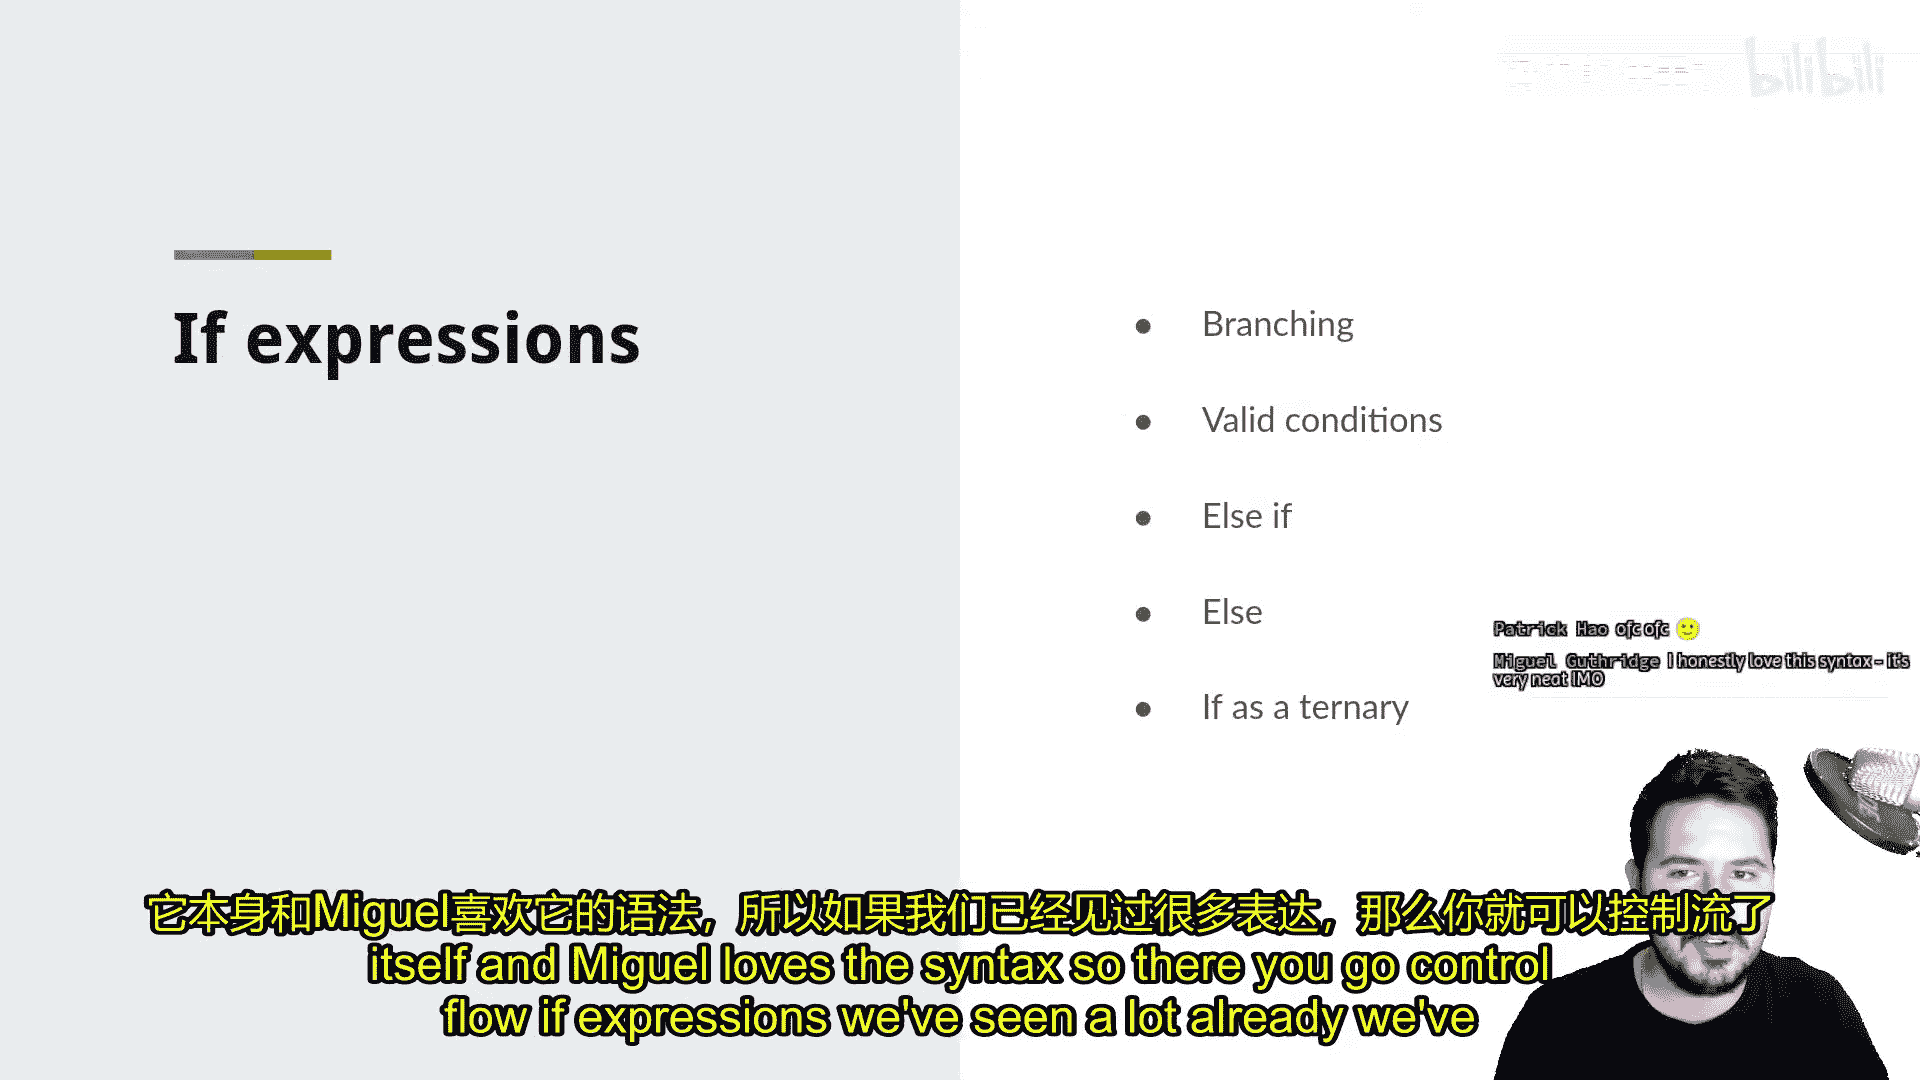 bilibili
If expressions
Branching
Valid conditions
Else if
Else
If as a ternary
Patrick Hao ofc ofc 🙂
Miguel Guthridge I honestly love this syntax - it's
very neat IMO
它本身和Miguel喜欢它的语法，所以如果我们已经见过很多表达，那么你就可以控制流了
itself and Miguel loves the syntax so there you go control
flow if expressions we've seen a lot already we've